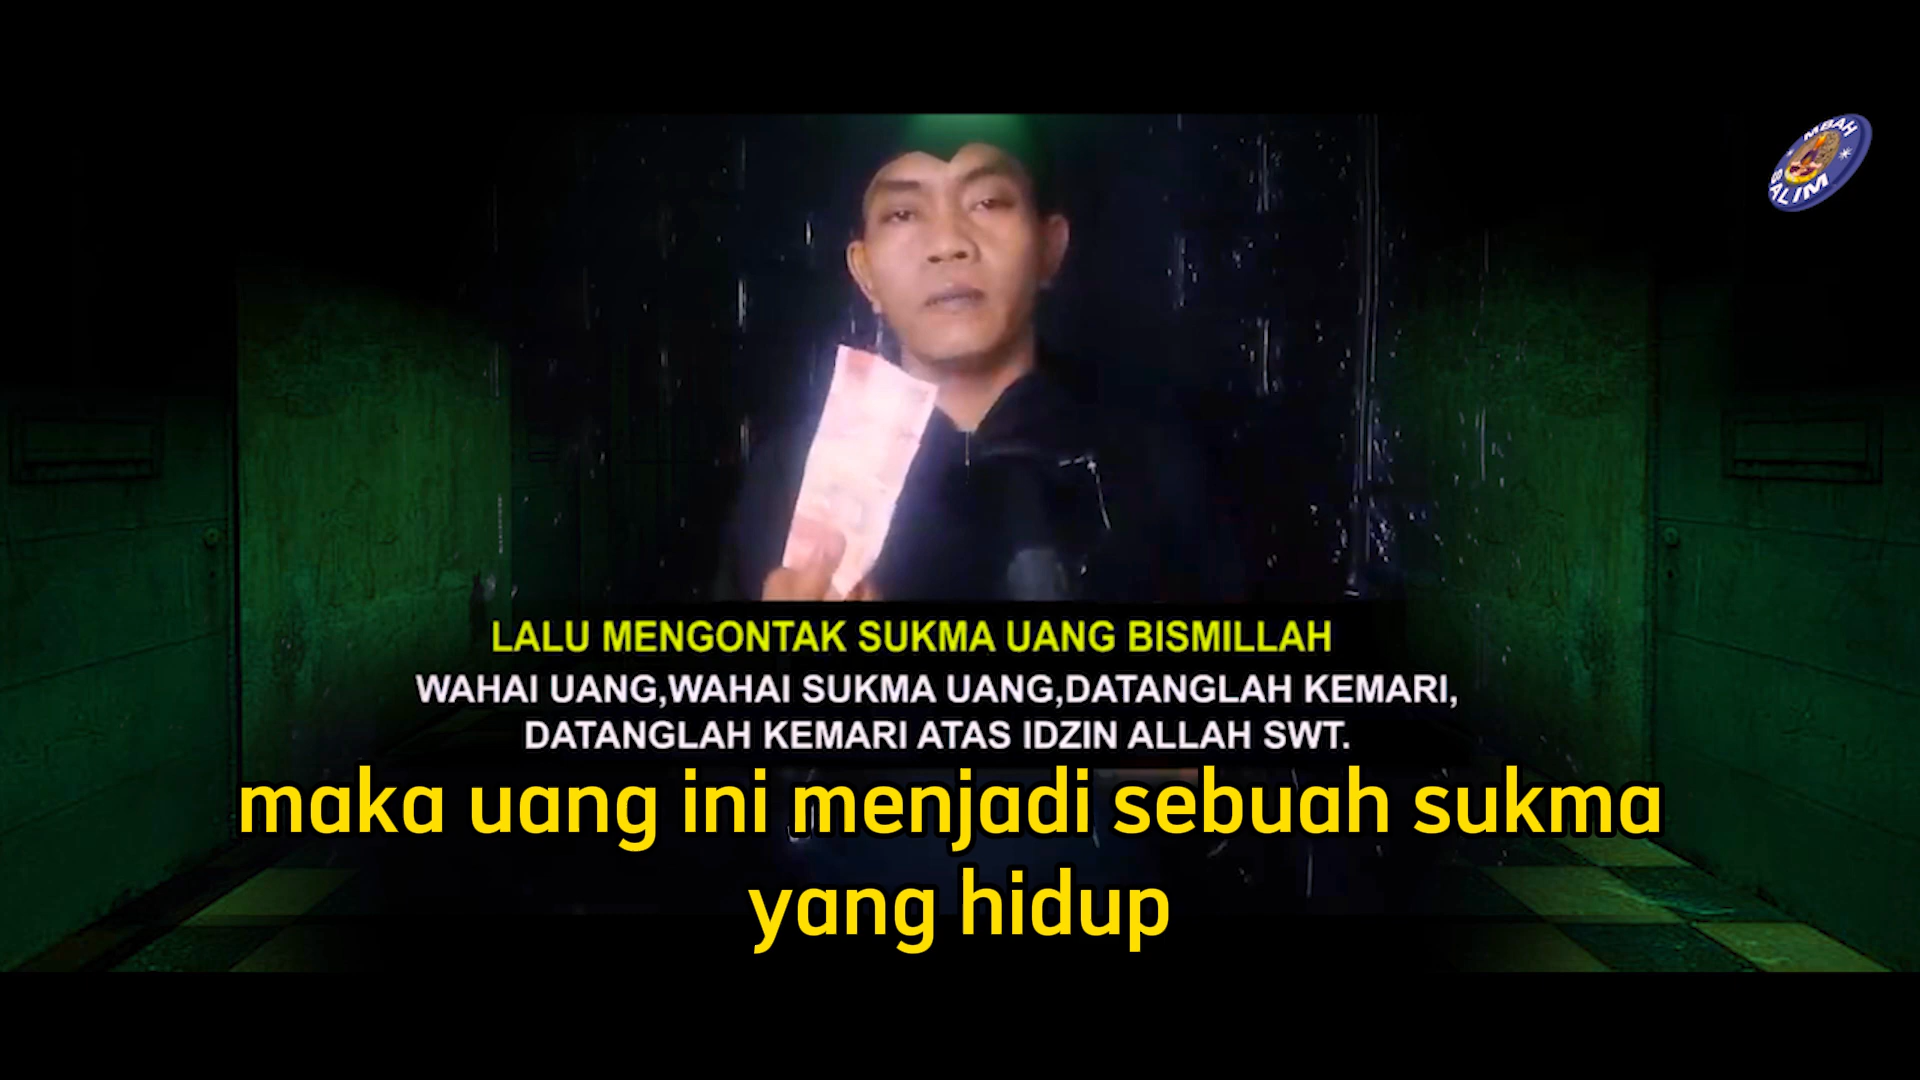 MBAH
SALIM
LALU MENGONTAK SUKMA UANG BISMILLAH
WAHAI UANG,WAHAI SUKMA UANG,DATANGLAH KEMARI,
DATANGLAH KEMARI ATAS IDZIN ALLAH SWT.
maka uang ini menjadi sebuah sukma
yang hidup